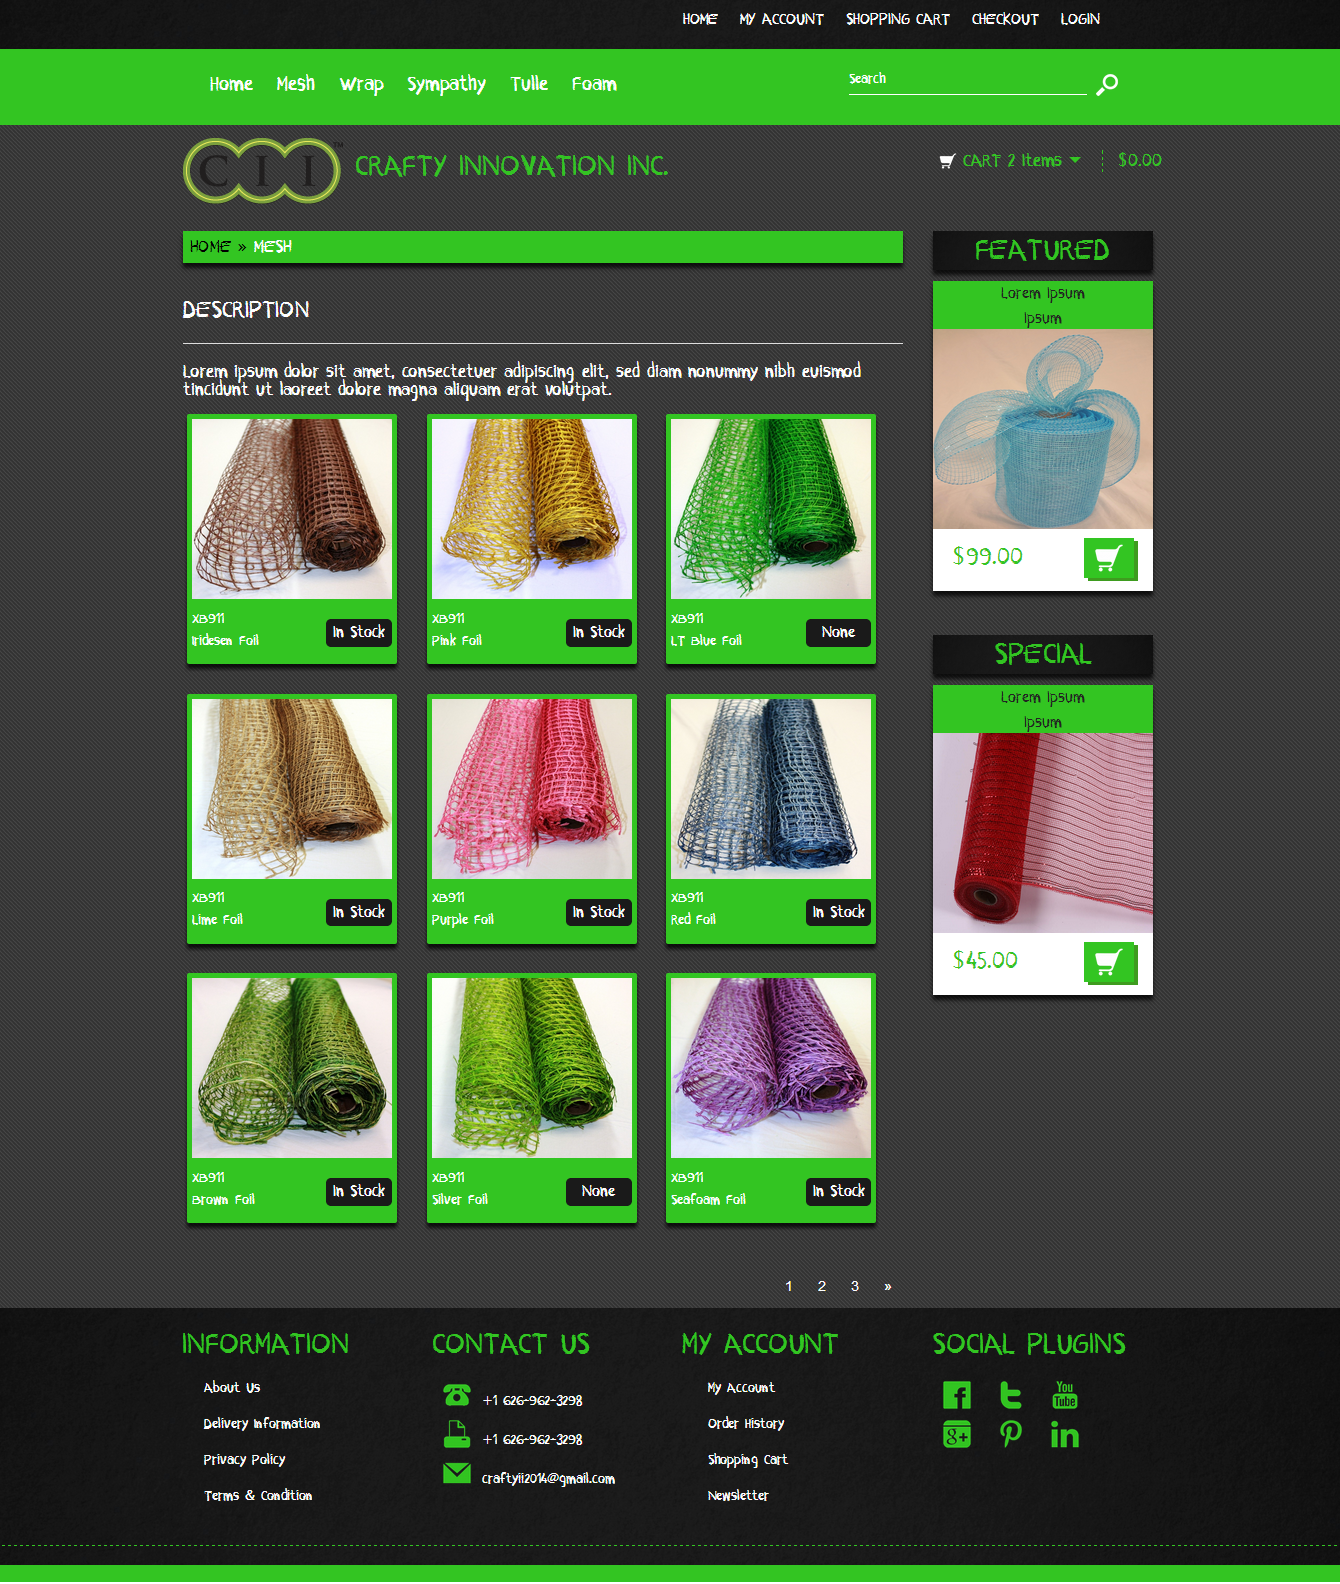 HOME MY ACCOUNT SHOPPING CART CHECKOUT LOGIN
Home Mesh Wrap Sympathy Tulle Foam
Search
CII™
CRAFTY INNOVATION INC.
CART 2 Items
$0.00
HOME » MESH
DESCRIPTION
Lorem ipsum dolor sit amet, consectetuer adipiscing elit, sed diam nonummy nibh euismod
tincidunt ut laoreet dolore magna aliquam erat volutpat.
XB911
Iridesen Foil
In Stock
XB911
Pink Foil
In Stock
XB911
LT Blue Foil
None
XB911
Lime Foil
In Stock
XB911
Purple Foil
In Stock
XB911
Red Foil
In Stock
XB911
Brown Foil
In Stock
XB911
Silver Foil
None
XB911
Seafoam Foil
In Stock
1 2 3 »
FEATURED
Lorem Ipsum
Ipsum
$99.00
SPECIAL
Lorem Ipsum
Ipsum
$45.00
INFORMATION
About Us
Delivery Information
Privacy Policy
Terms & Condition
CONTACT US
+1 626-962-3298
+1 626-962-3298
craftyii2014@gmail.com
MY ACCOUNT
My Account
Order History
Shopping Cart
Newsletter
SOCIAL PLUGINS
You
Tube
g+
in